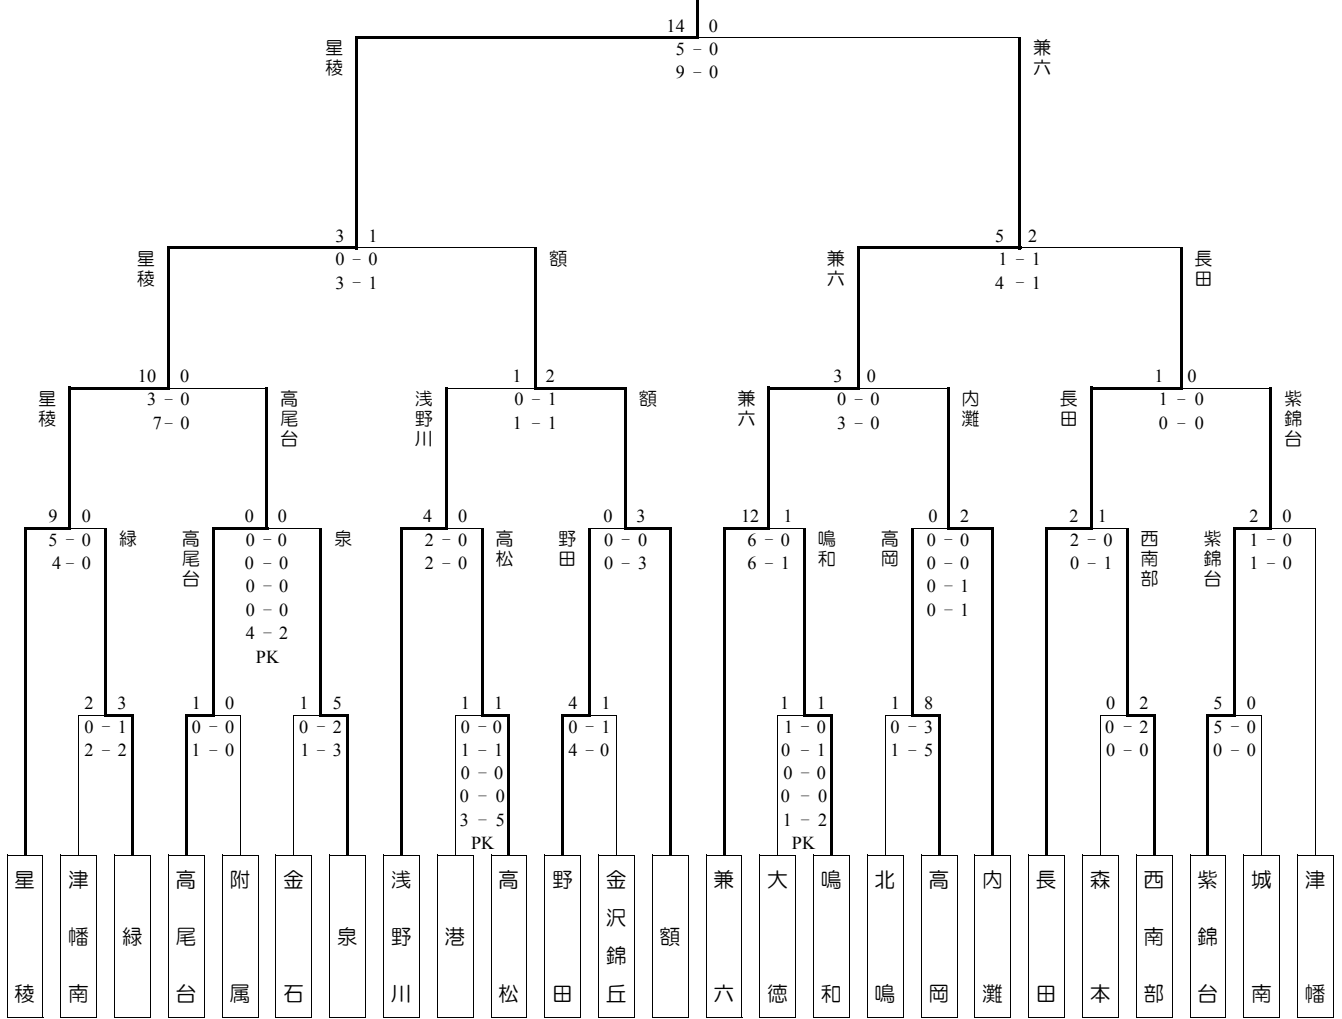 14 0
5 - 0
9 - 0
星稜
兼六
3 1
0 - 0
3 - 1
星稜
額
5 2
1 - 1
4 - 1
兼六
長田
10 0
3 - 0
7 - 0
星稜
高尾台
1 2
0 - 1
1 - 1
浅野川
額
3 0
0 - 0
3 - 0
兼六
内灘
1 0
1 - 0
0 - 0
長田
紫錦台
9 0
5 - 0
4 - 0
緑
高尾台
0 0
0 - 0
0 - 0
0 - 0
0 - 0
4 - 2
PK
泉
4 0
2 - 0
2 - 0
高松
野田
0 3
0 - 0
0 - 3
12 1
6 - 0
6 - 1
鳴和
高岡
0 2
0 - 0
0 - 0
0 - 1
0 - 1
2 1
2 - 0
0 - 1
西南部
紫錦台
2 0
1 - 0
1 - 0
2 3
0 - 1
2 - 2
1 0
0 - 0
1 - 0
1 5
0 - 2
1 - 3
1 1
0 - 0
1 - 1
0 - 0
0 - 0
3 - 5
PK
4 1
0 - 1
4 - 0
1 1
1 - 0
0 - 1
0 - 0
0 - 0
1 - 2
PK
1 8
0 - 3
1 - 5
0 2
0 - 2
0 - 0
5 0
5 - 0
0 - 0
星稜
津幡南
緑
高尾台
附属
金石
泉
浅野川
港
高松
野田
金沢錦丘
額
兼六
大徳
鳴和
北鳴
高岡
内灘
長田
森本
西南部
紫錦台
城南
津幡